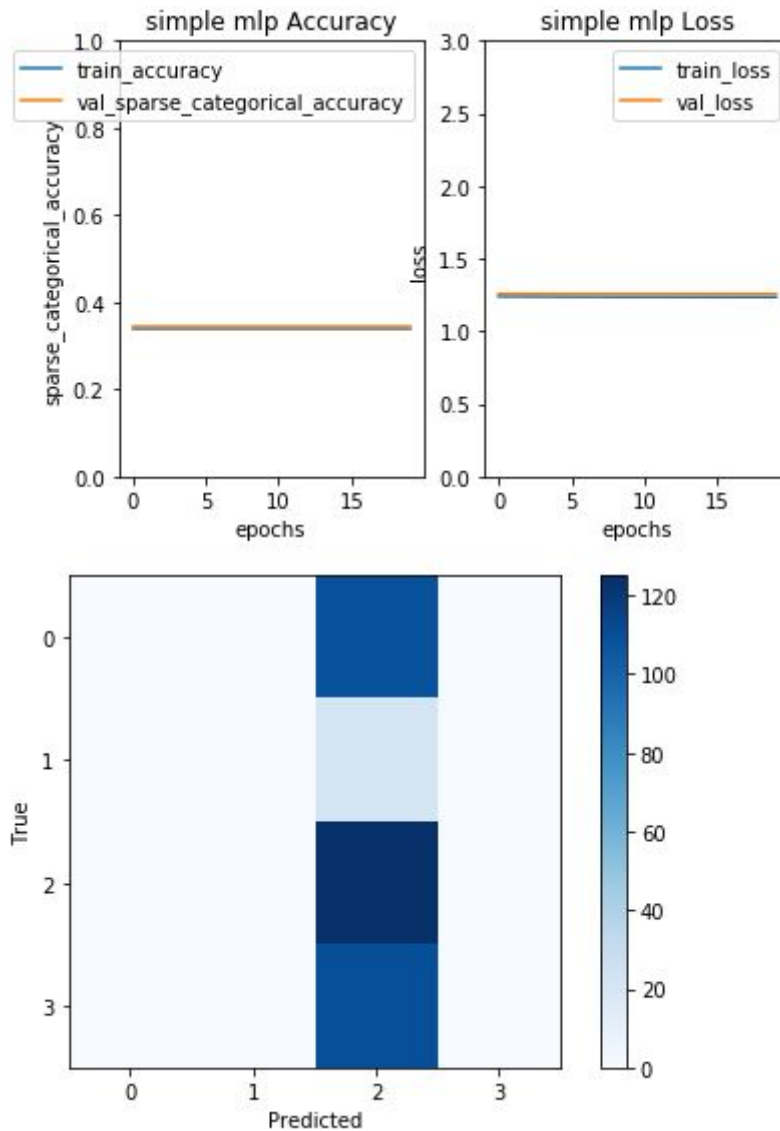 simple mlp Accuracy
simple mlp Loss
1.0
train_accuracy
val_sparse_categorical_accuracy
0.8
0.6
0.4
0.2
0.0
sparse_categorical_accuracy
0 5 10 15
epochs
3.0
train_loss
val_loss
2.5
2.0
1.5
1.0
0.5
0.0
loss
0 5 10 15
epochs
0
1
2
3
True
0 1 2 3
Predicted
120
100
80
60
40
20
0